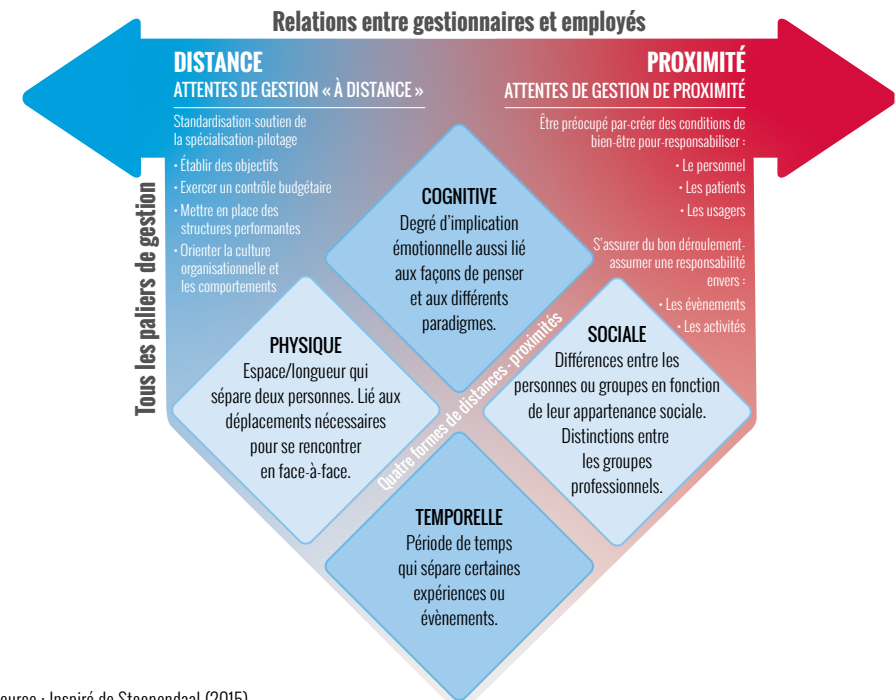 Relations entre gestionnaires et employés
DISTANCE
ATTENTES DE GESTION « À DISTANCE »
Standardisation-soutien de
la spécialisation-pilotage
• Établir des objectifs
• Exercer un contrôle budgétaire
• Mettre en place des
structures performantes
• Orienter la culture
organisationnelle et
les comportements
PROXIMITÉ
ATTENTES DE GESTION DE PROXIMITÉ
Être préoccupé par-créer des conditions de
bien-être pour-responsabiliser :
• Le personnel
• Les patients
• Les usagers
S'assurer du bon déroulement-
assumer une responsabilité
envers :
• Les évènements
• Les activités
Tous les paliers de gestion
COGNITIVE
Degré d'implication
émotionnelle aussi lié
aux façons de penser
et aux différents
paradigmes.
PHYSIQUE
Espace/longueur qui
sépare deux personnes. Lié aux
déplacements nécessaires
pour se rencontrer
en face-à-face.
Quatre formes de distances - proximités
SOCIALE
Différences entre les
personnes ou groupes en fonction
de leur appartenance sociale.
Distinctions entre
les groupes
professionnels.
TEMPORELLE
Période de temps
qui sépare certaines
expériences ou
évènements.
ource : Inspiré de Steenendaal (2015)